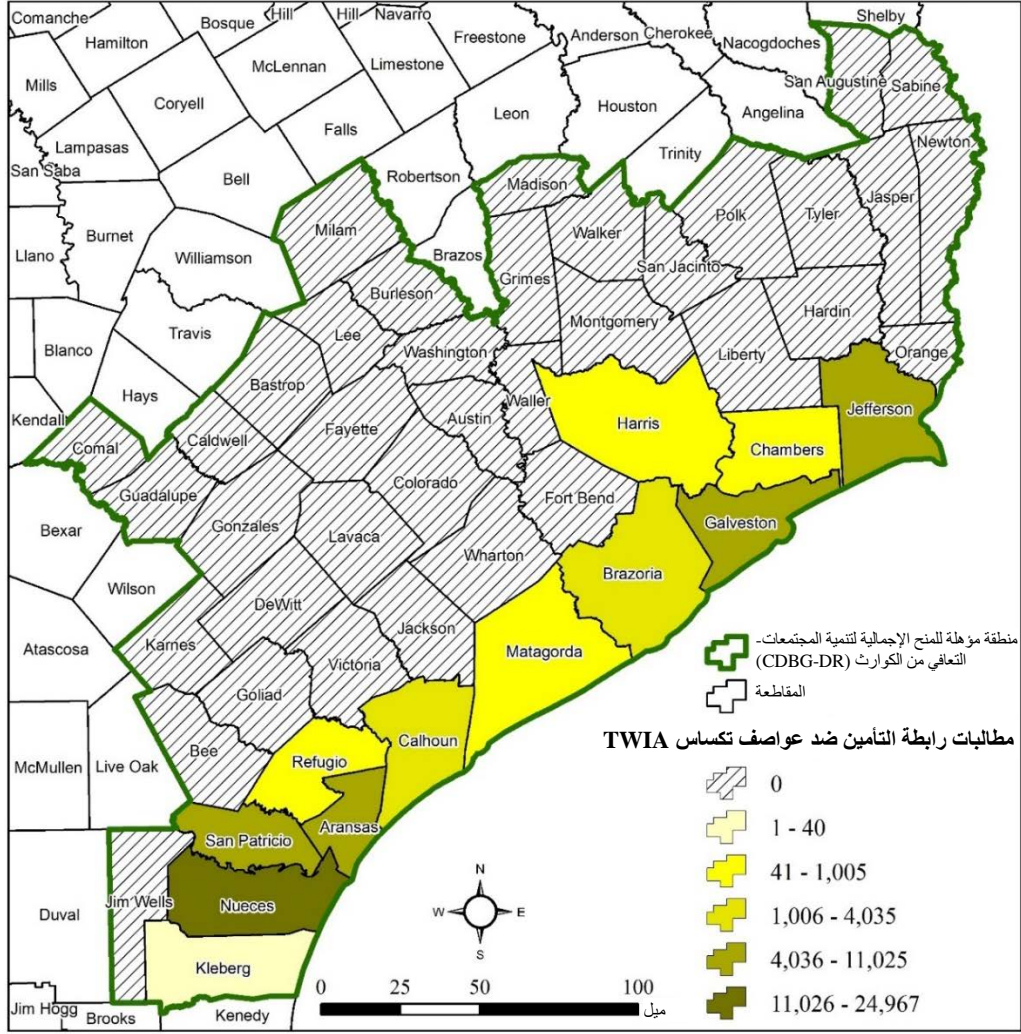 Comanche
Bosque
Hill
Hill
Navarro
Shelby
Hamilton
Freestone
Anderson
Cherokee
Nacogdoches
McLennan
Limestone
San Augustine
Sabine
Mills
Coryell
Leon
Houston
Angelina
Falls
Newton
Lampasas
Trinity
San Saba
Bell
Robertson
Madison
Jasper
Milam
Polk
Tyler
Burnet
Walker
Llano
Williamson
Brazos
San Jacinto
Grimes
Burleson
Hardin
Montgomery
Travis
Lee
Washington
Liberty
Orange
Blanco
Bastrop
Hays
Waller
Austin
Jefferson
Kendall
Fayette
Harris
Caldwell
Comal
Chambers
Colorado
Guadalupe
Fort Bend
Gonzales
Galveston
Bexar
Lavaca
Wharton
Brazoria
Wilson
DeWitt
Jackson
Karnes
Atascosa
Matagorda
Victoria
Goliad
Calhoun
Bee
Refugio
McMullen
Live Oak
Aransas
San Patricio
Jim Wells
Nueces
Duval
Kleberg
Jim Hogg
Brooks
Kenedy
منطقة مؤهلة للمنح الإجمالية لتنمية المجتمعات-
التعافي من الكوارث (CDBG-DR)
المقاطعة
مطالبات رابطة التأمين ضد عواصف تكساس TWIA
0
1 - 40
41 - 1,005
1,006 - 4,035
4,036 - 11,025
11,026 - 24,967
N
W E
S
0 25 50 100
ميل